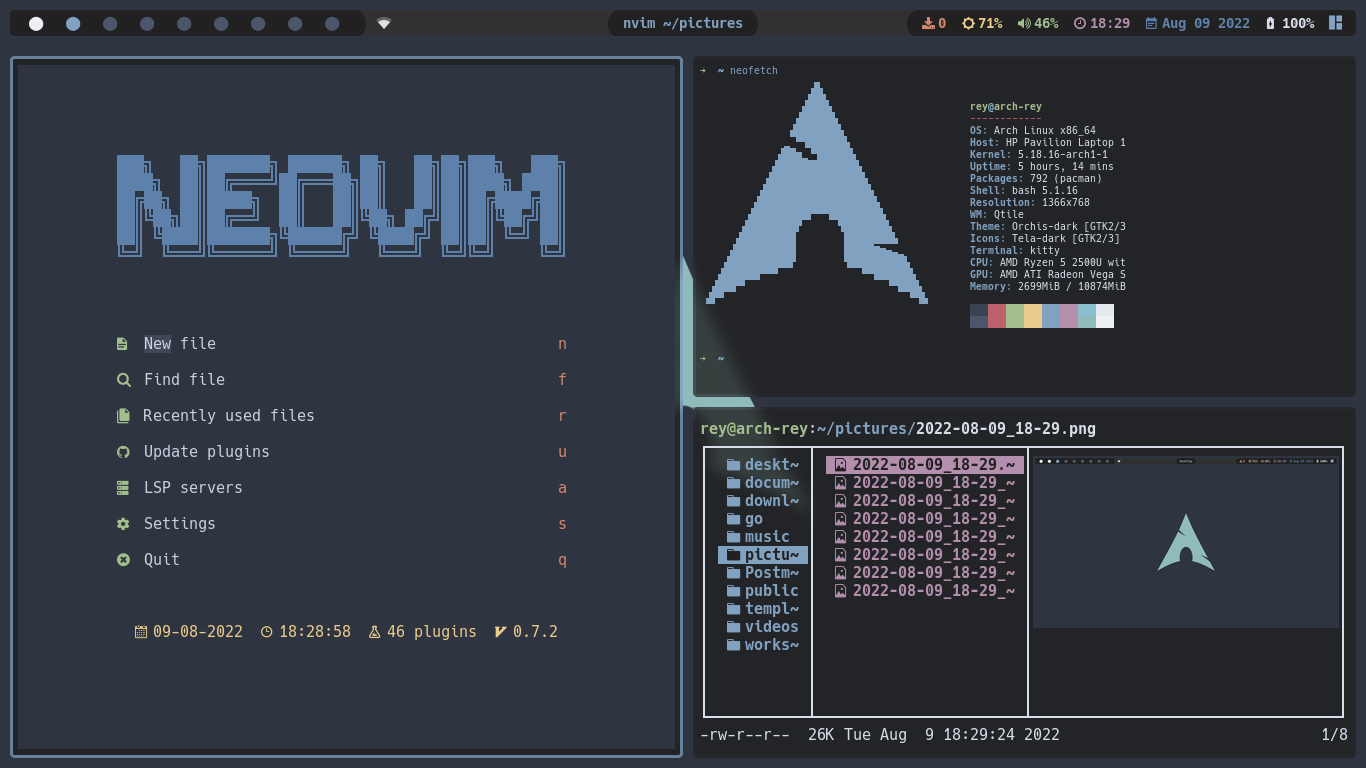 nvim ~/pictures
0 71% 46% 18:29 Aug 09 2022 100%
NEOVIM
New file n
Find file f
Recently used files r
Update plugins u
LSP servers a
Settings s
Quit q
09-08-2022 18:28:58 46 plugins 0.7.2
→ ~ neofetch
rey@arch-rey
------------
OS: Arch Linux x86_64
Host: HP Pavilion Laptop 1
Kernel: 5.18.16-arch1-1
Uptime: 5 hours, 14 mins
Packages: 792 (pacman)
Shell: bash 5.1.16
Resolution: 1366x768
WM: Qtile
Theme: Orchis-dark [GTK2/3
Icons: Tela-dark [GTK2/3]
Terminal: kitty
CPU: AMD Ryzen 5 2500U wit
GPU: AMD ATI Radeon Vega S
Memory: 2699MiB / 10874MiB
→ ~
rey@arch-rey:~/pictures/2022-08-09_18-29.png
deskt~ 2022-08-09_18-29.~
docum~ 2022-08-09_18-29_~
downl~ 2022-08-09_18-29_~
go 2022-08-09_18-29_~
music 2022-08-09_18-29_~
pictu~ 2022-08-09_18-29_~
Postm~ 2022-08-09_18-29_~
public 2022-08-09_18-29_~
templ~
videos
works~
-rw-r--r-- 26K Tue Aug 9 18:29:24 2022 1/8